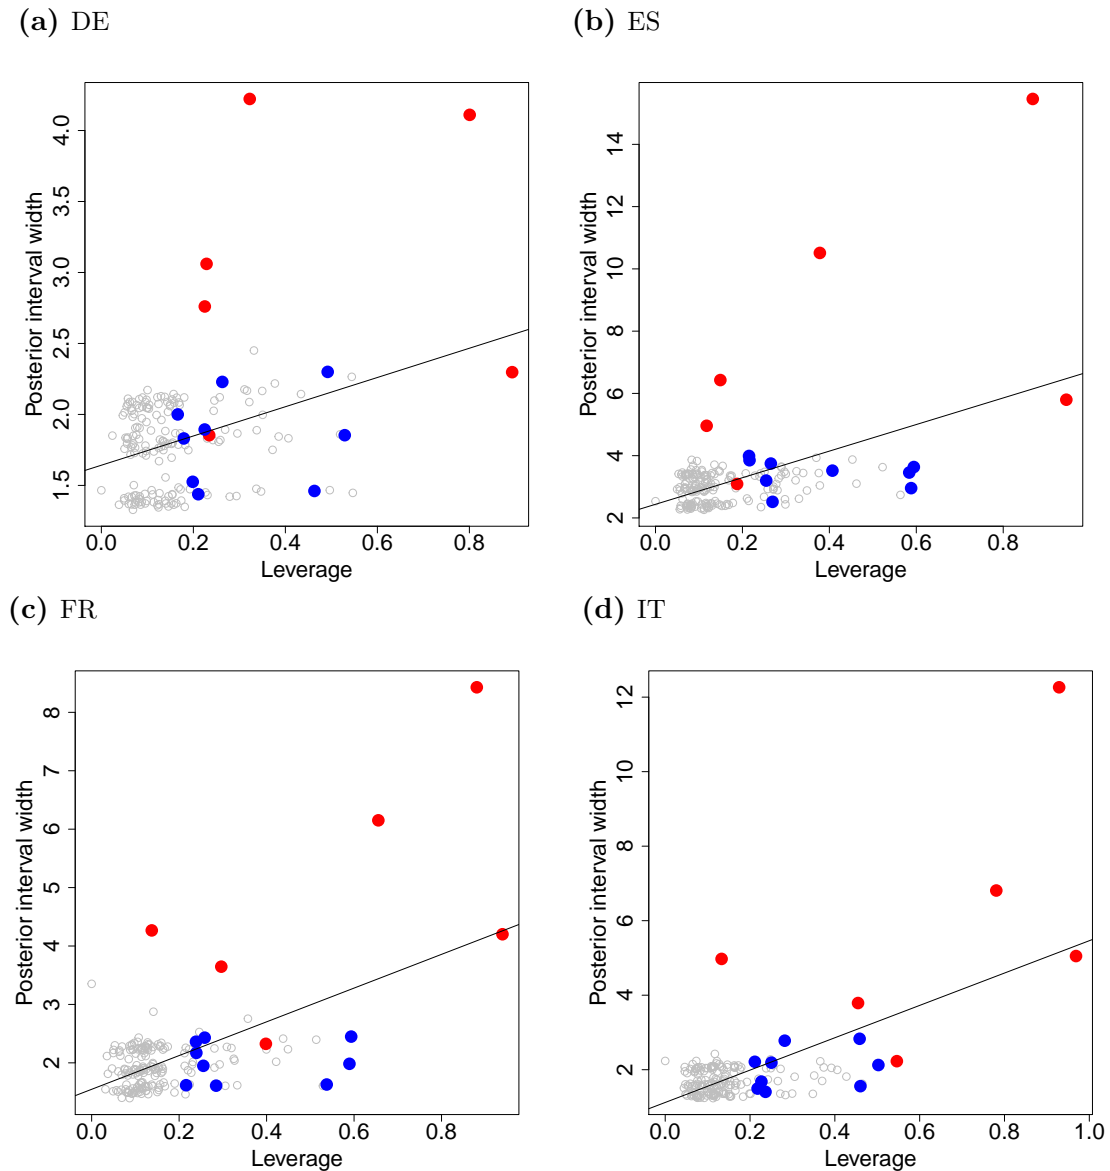 (a) DE
Posterior interval width
1.5 2.0 2.5 3.0 3.5 4.0
0.0 0.2 0.4 0.6 0.8
Leverage
(b) ES
Posterior interval width
2 4 6 8 10 12 14
0.0 0.2 0.4 0.6 0.8
Leverage
(c) FR
Posterior interval width
2 3 4 5 6 7 8
0.0 0.2 0.4 0.6 0.8
Leverage
(d) IT
Posterior interval width
2 4 6 8 10 12
0.0 0.2 0.4 0.6 0.8 1.0
Leverage